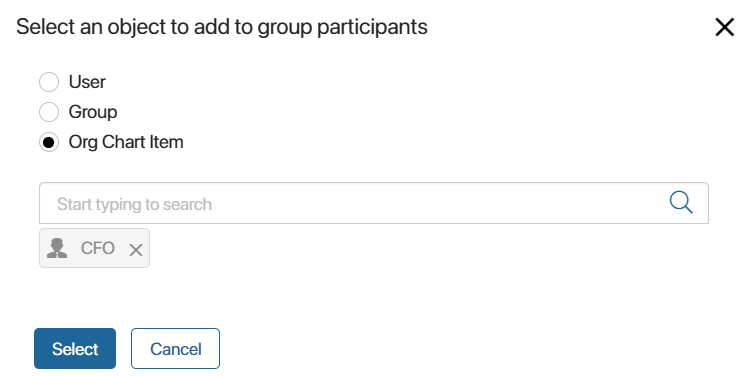 Select an object to add to group participants
User
Group
Org Chart Item
Start typing to search
CFO
Select
Cancel